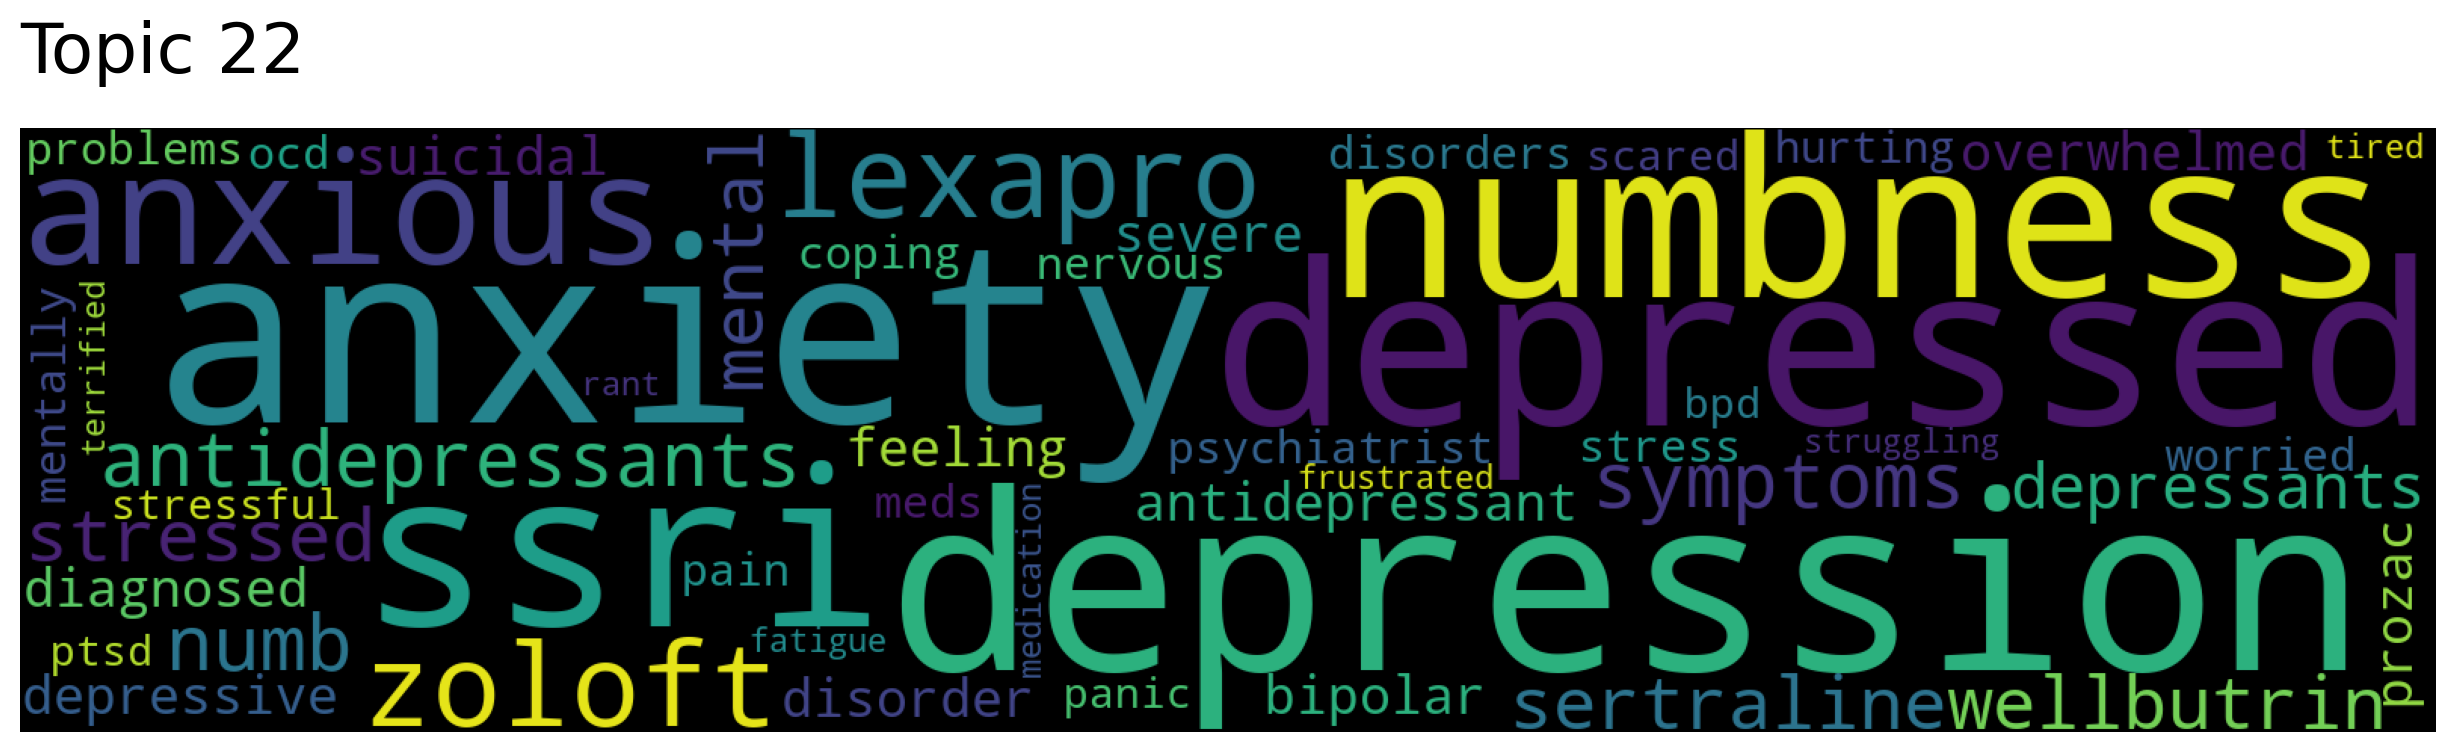 Topic 22
problems ocd suicidal mental lexapro disorders scared hurting overwhelmed tired
anxious numbness
coping nervous severe
mentally terrified anxiety depressed
rant bpd
antidepressants feeling psychiatrist stress struggling worried
stressful meds medication frustrated antidepressant symptoms depressants
stressed ssri depression prozac
diagnosed pain
ptsd numb fatigue
depressive zoloft disorder panic bipolar sertraline wellbutrin